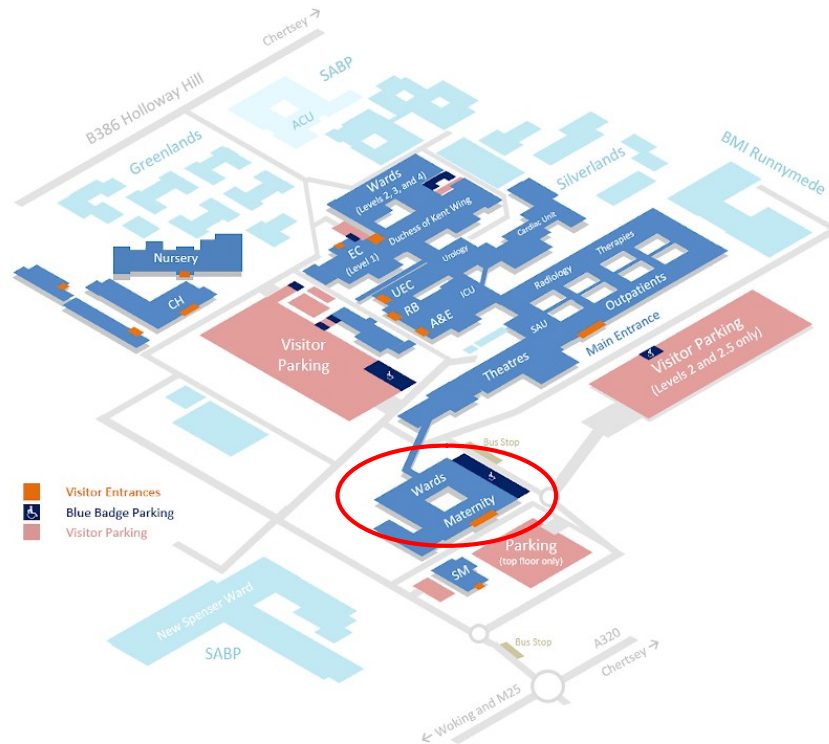 Chertsey →
B386 Holloway Hill
SABP
ACU
Greenlands
BMI Runnymede
Silverlands
Wards
(Levels 2, 3, and 4)
Duchess of Kent Wing
Cardiac Unit
EC
(Level 1)
Urology
Nursery
UEC
ICU
RB
A&E
Radiology
Therapies
SAU
Outpatients
Main Entrance
CH
Visitor
Parking
Theatres
Visitor Parking
(Levels 2 and 2.5 only)
Bus Stop
Wards
Maternity
Visitor Entrances
Blue Badge Parking
Visitor Parking
Parking
(top floor only)
SM
New Spenser Ward
SABP
Bus Stop
A320
Chertsey →
← Woking and M25